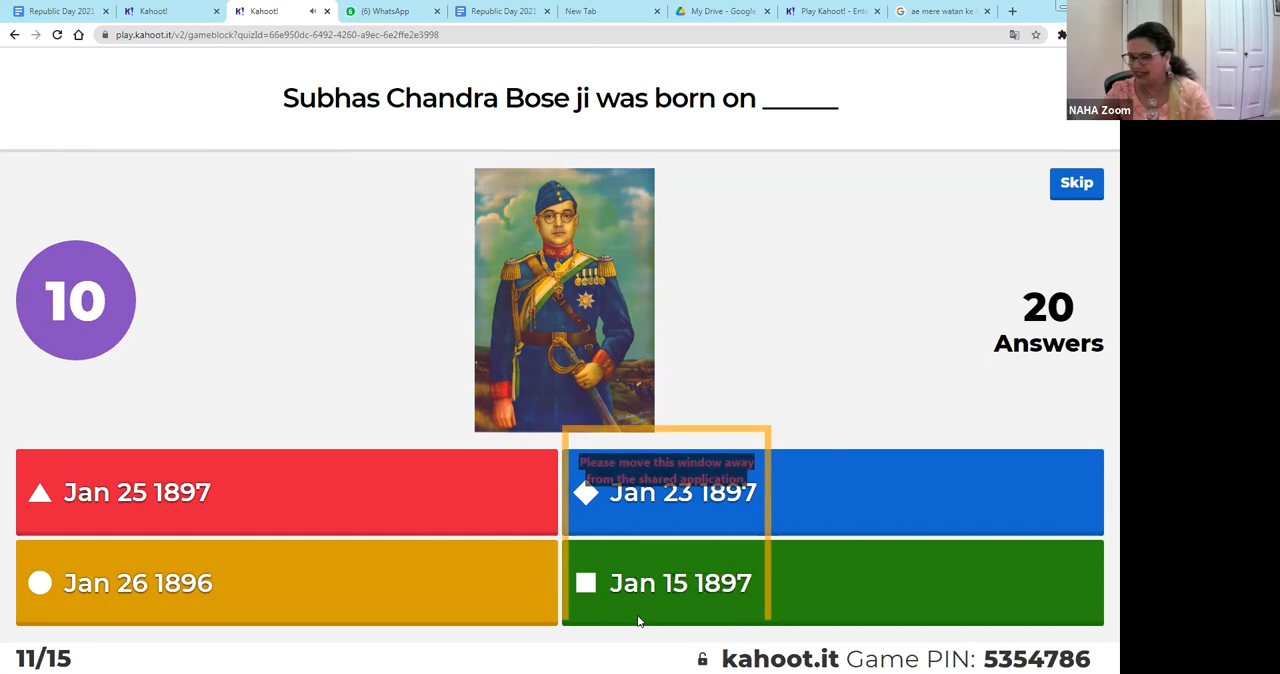 Republic Day 2021
Kahoot!
Kahoot!
(6) WhatsApp
Republic Day 2021
New Tab
My Drive - Google
Play Kahoot! - Ente
ae mere watan ke
play.kahoot.it/v2/gameblock?quizId=66e950dc-6492-4260-a9ec-6e2ffe2e3998
NAHA Zoom
Subhas Chandra Bose ji was born on ______
Skip
10
20
Answers
Please move this window away
from the shared application.
Jan 25 1897
Jan 23 1897
Jan 26 1896
Jan 15 1897
11/15
kahoot.it Game PIN: 5354786